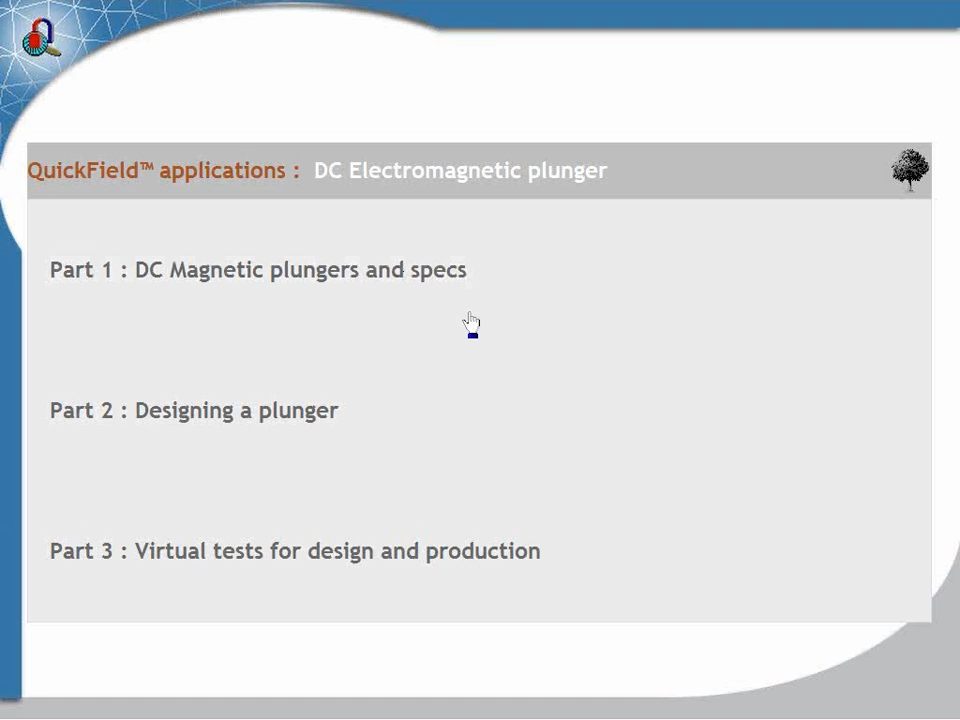 QuickField™ applications : DC Electromagnetic plunger
Part 1 : DC Magnetic plungers and specs
Part 2 : Designing a plunger
Part 3 : Virtual tests for design and production